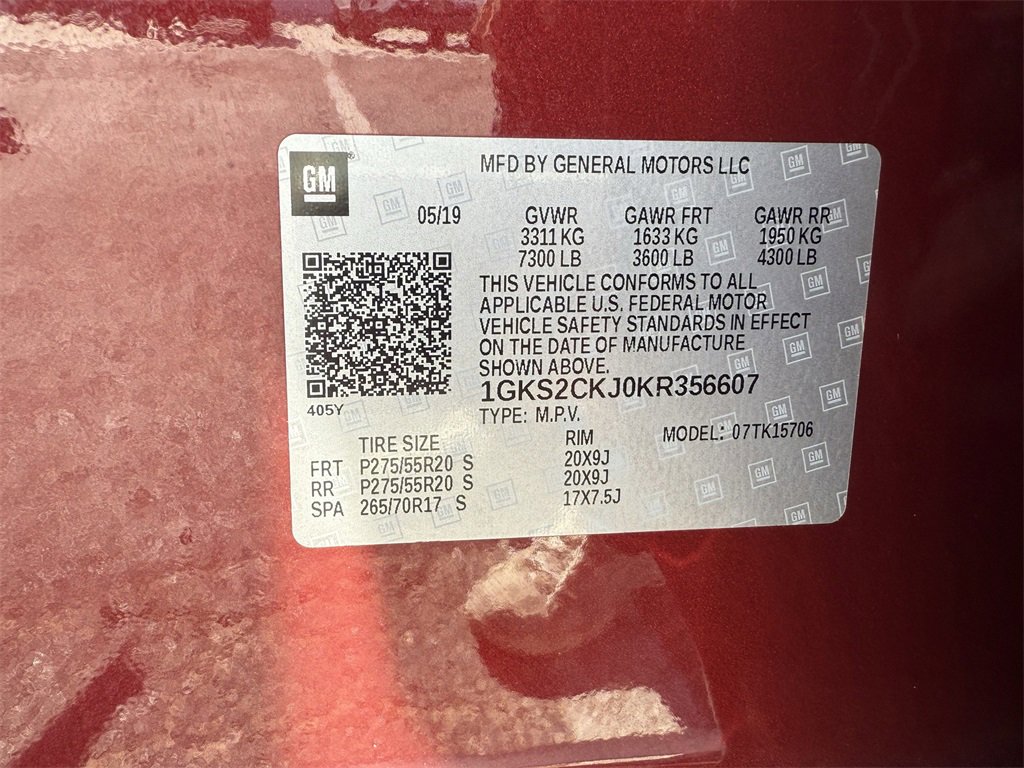 GM
MFD BY GENERAL MOTORS LLC
05/19 GVWR GAWR FRT GAWR RR
3311 KG 1633 KG 1950 KG
7300 LB 3600 LB 4300 LB
THIS VEHICLE CONFORMS TO ALL
APPLICABLE U.S. FEDERAL MOTOR
VEHICLE SAFETY STANDARDS IN EFFECT
ON THE DATE OF MANUFACTURE
SHOWN ABOVE.
1GKS2CKJ0KR356607
405Y
TYPE: M.P.V.
TIRE SIZE RIM MODEL: 07TK15706
FRT P275/55R20 S 20X9J
RR P275/55R20 S 20X9J
SPA 265/70R17 S 17X7.5J